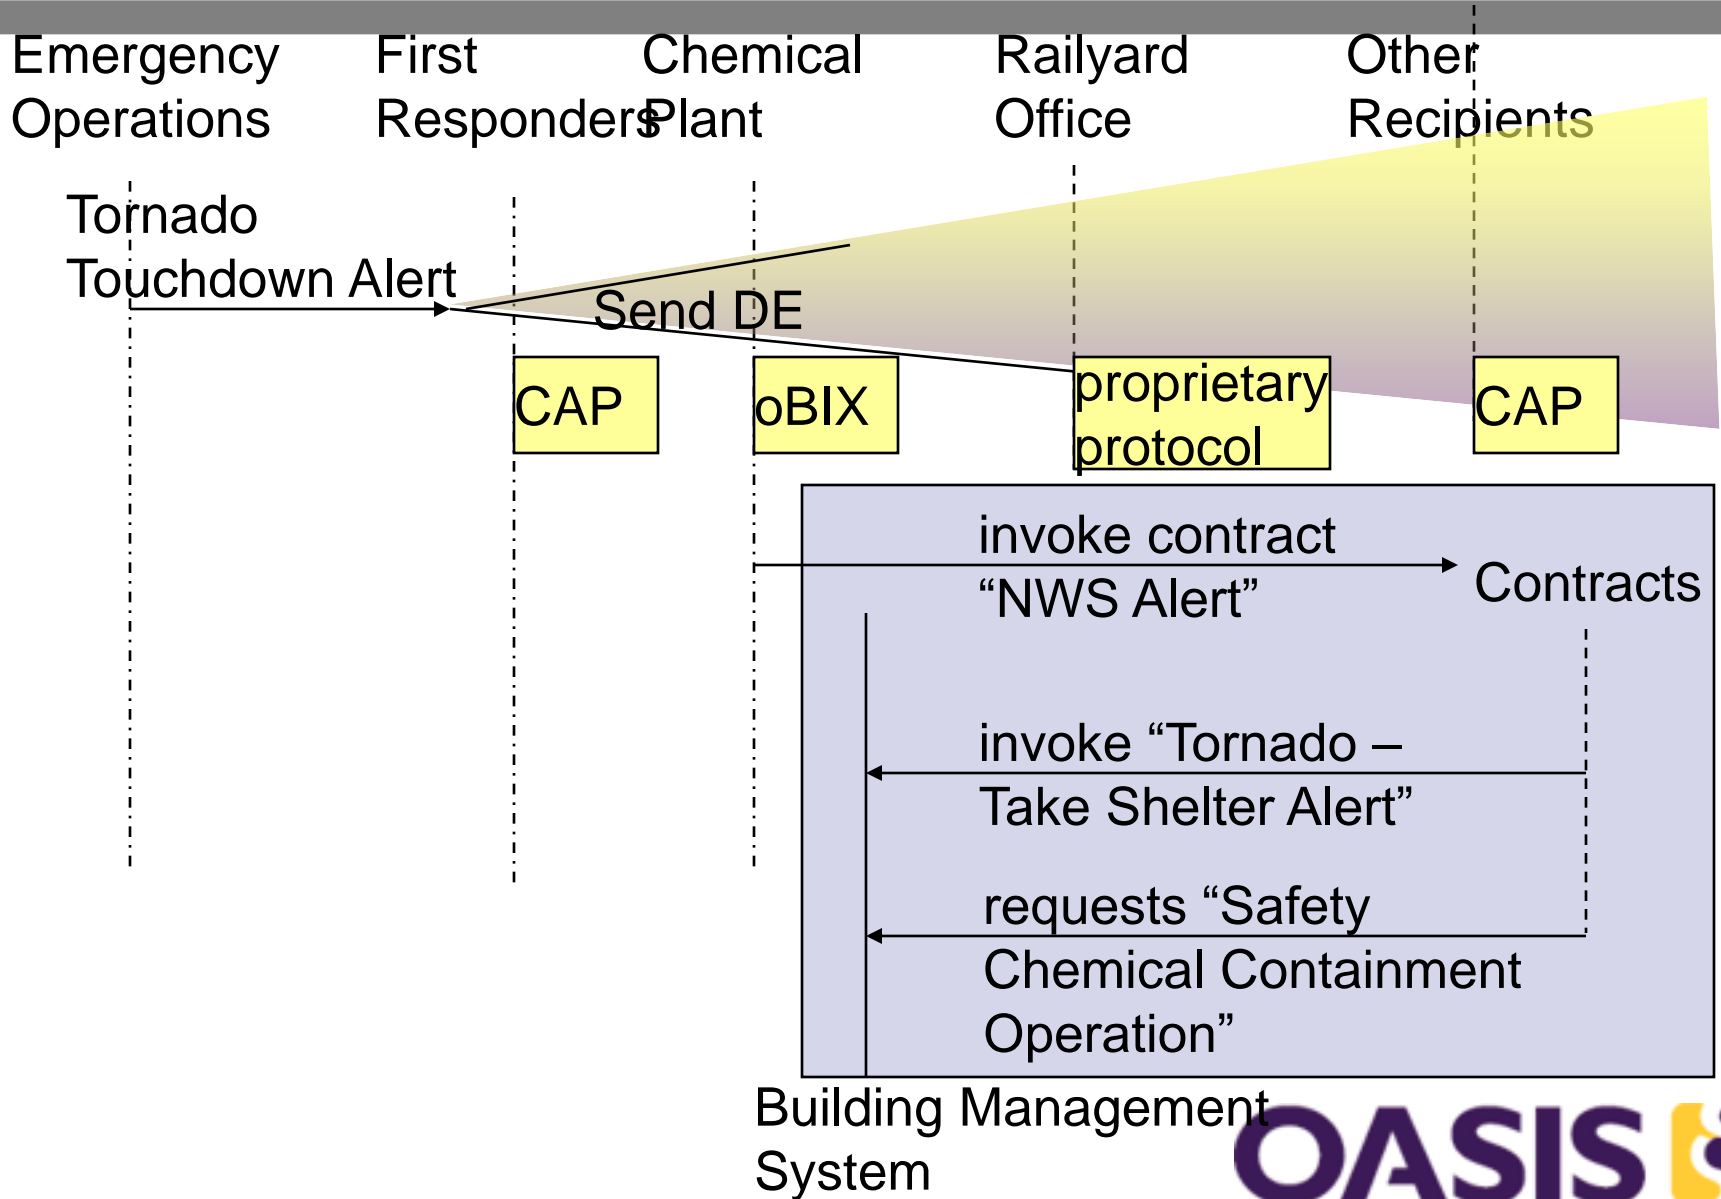 Emergency
Operations
First
Responders
Chemical
Plant
Railyard
Office
Other
Recipients
Tornado
Touchdown Alert
Send DE
CAP
oBIX
proprietary
protocol
CAP
invoke contract
“NWS Alert”
Contracts
invoke “Tornado –
Take Shelter Alert”
requests “Safety
Chemical Containment
Operation”
Building Management
System
OASIS